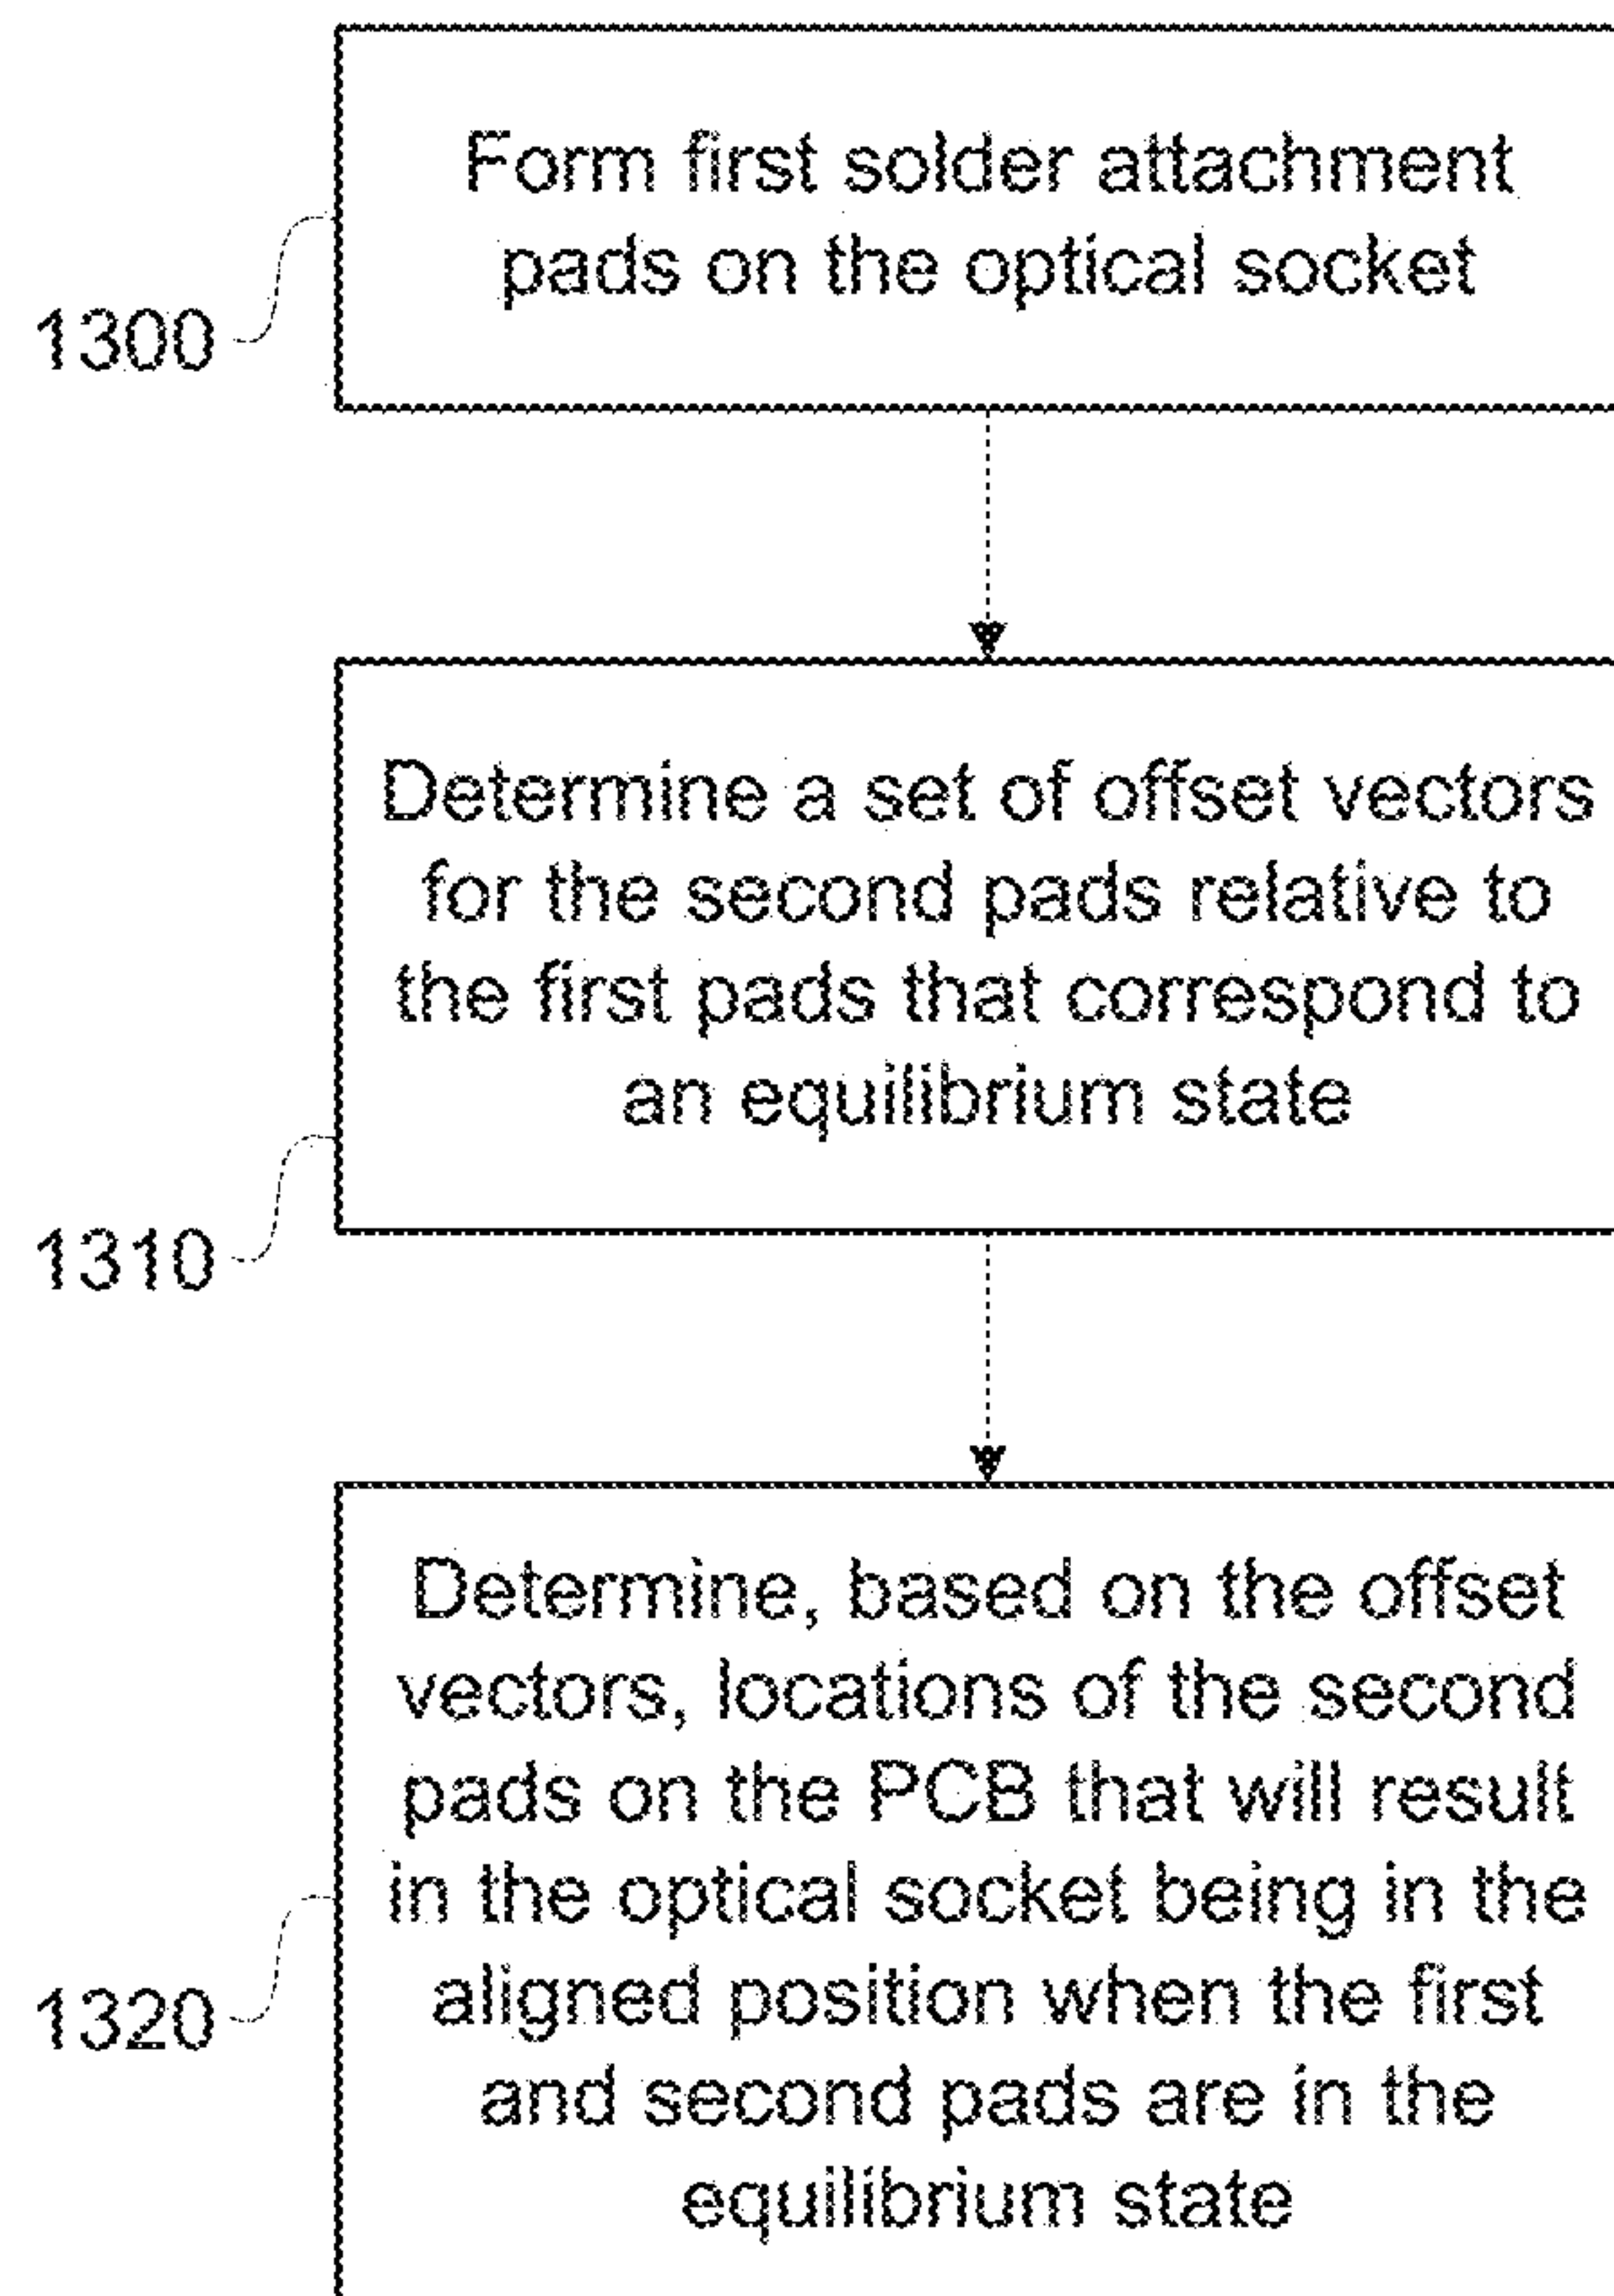 Form first solder attachment
pads on the optical socket
1300
Determine a set of offset vectors
for the second pads relative to
the first pads that correspond to
an equilibrium state
1310
Determine, based on the offset
vectors, locations of the second
pads on the PCB that will result
in the optical socket being in the
aligned position when the first
and second pads are in the
equilibrium state
1320